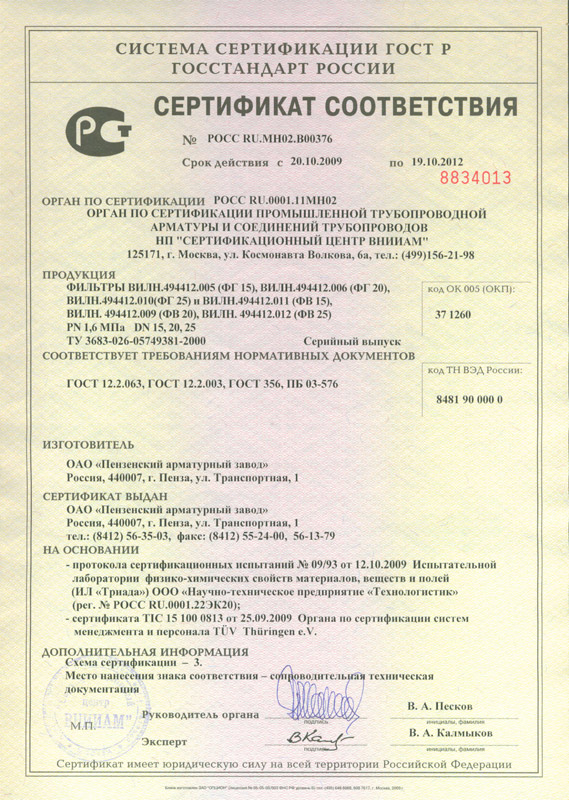 СИСТЕМА СЕРТИФИКАЦИИ ГОСТ Р
ГОССТАНДАРТ РОССИИ
СЕРТИФИКАТ СООТВЕТСТВИЯ
№ РОСС RU.МН02.В00376
Срок действия с 20.10.2009 по 19.10.2012
8834013
ОРГАН ПО СЕРТИФИКАЦИИ РОСС RU.0001.11МН02
ОРГАН ПО СЕРТИФИКАЦИИ ПРОМЫШЛЕННОЙ ТРУБОПРОВОДНОЙ
АРМАТУРЫ И СОЕДИНЕНИЙ ТРУБОПРОВОДОВ
НП "СЕРТИФИКАЦИОННЫЙ ЦЕНТР ВНИИАМ"
125171, г. Москва, ул. Космонавта Волкова, 6а, тел.: (499)156-21-98
ПРОДУКЦИЯ
ФИЛЬТРЫ ВИЛН.494412.005 (ФГ 15), ВИЛН.494412.006 (ФГ 20),
ВИЛН.494412.010(ФГ 25) и ВИЛН.494412.011 (ФВ 15),
ВИЛН. 494412.009 (ФВ 20), ВИЛН. 494412.012 (ФВ 25)
PN 1,6 МПа DN 15, 20, 25
ТУ 3683-026-05749381-2000 Серийный выпуск
код ОК 005 (ОКП):
37 1260
СООТВЕТСТВУЕТ ТРЕБОВАНИЯМ НОРМАТИВНЫХ ДОКУМЕНТОВ
ГОСТ 12.2.063, ГОСТ 12.2.003, ГОСТ 356, ПБ 03-576
код ТН ВЭД России:
8481 90 000 0
ИЗГОТОВИТЕЛЬ
ОАО «Пензенский арматурный завод»
Россия, 440007, г. Пенза, ул. Транспортная, 1
СЕРТИФИКАТ ВЫДАН
ОАО «Пензенский арматурный завод»
Россия, 440007, г. Пенза, ул. Транспортная, 1
тел.: (8412) 56-35-03, факс: (8412) 55-24-00, 56-13-79
НА ОСНОВАНИИ
- протокола сертификационных испытаний № 09/93 от 12.10.2009 Испытательной
лаборатории физико-химических свойств материалов, веществ и полей
(ИЛ «Триада») ООО «Научно-техническое предприятие «Технологистик»
(рег. № РОСС RU.0001.22ЭК20);
- сертификата TIC 15 100 0813 от 25.09.2009 Органа по сертификации систем
менеджмента и персонала TÜV Thüringen e.V.
ДОПОЛНИТЕЛЬНАЯ ИНФОРМАЦИЯ
Схема сертификации – 3.
Место нанесения знака соответствия – сопроводительная техническая
документация
центр
ВНИИАМ"
М.П.
Руководитель органа
подпись
В. А. Песков
инициалы, фамилия
Эксперт
подпись
В. А. Калмыков
инициалы, фамилия
Сертификат имеет юридическую силу на всей территории Российской Федерации